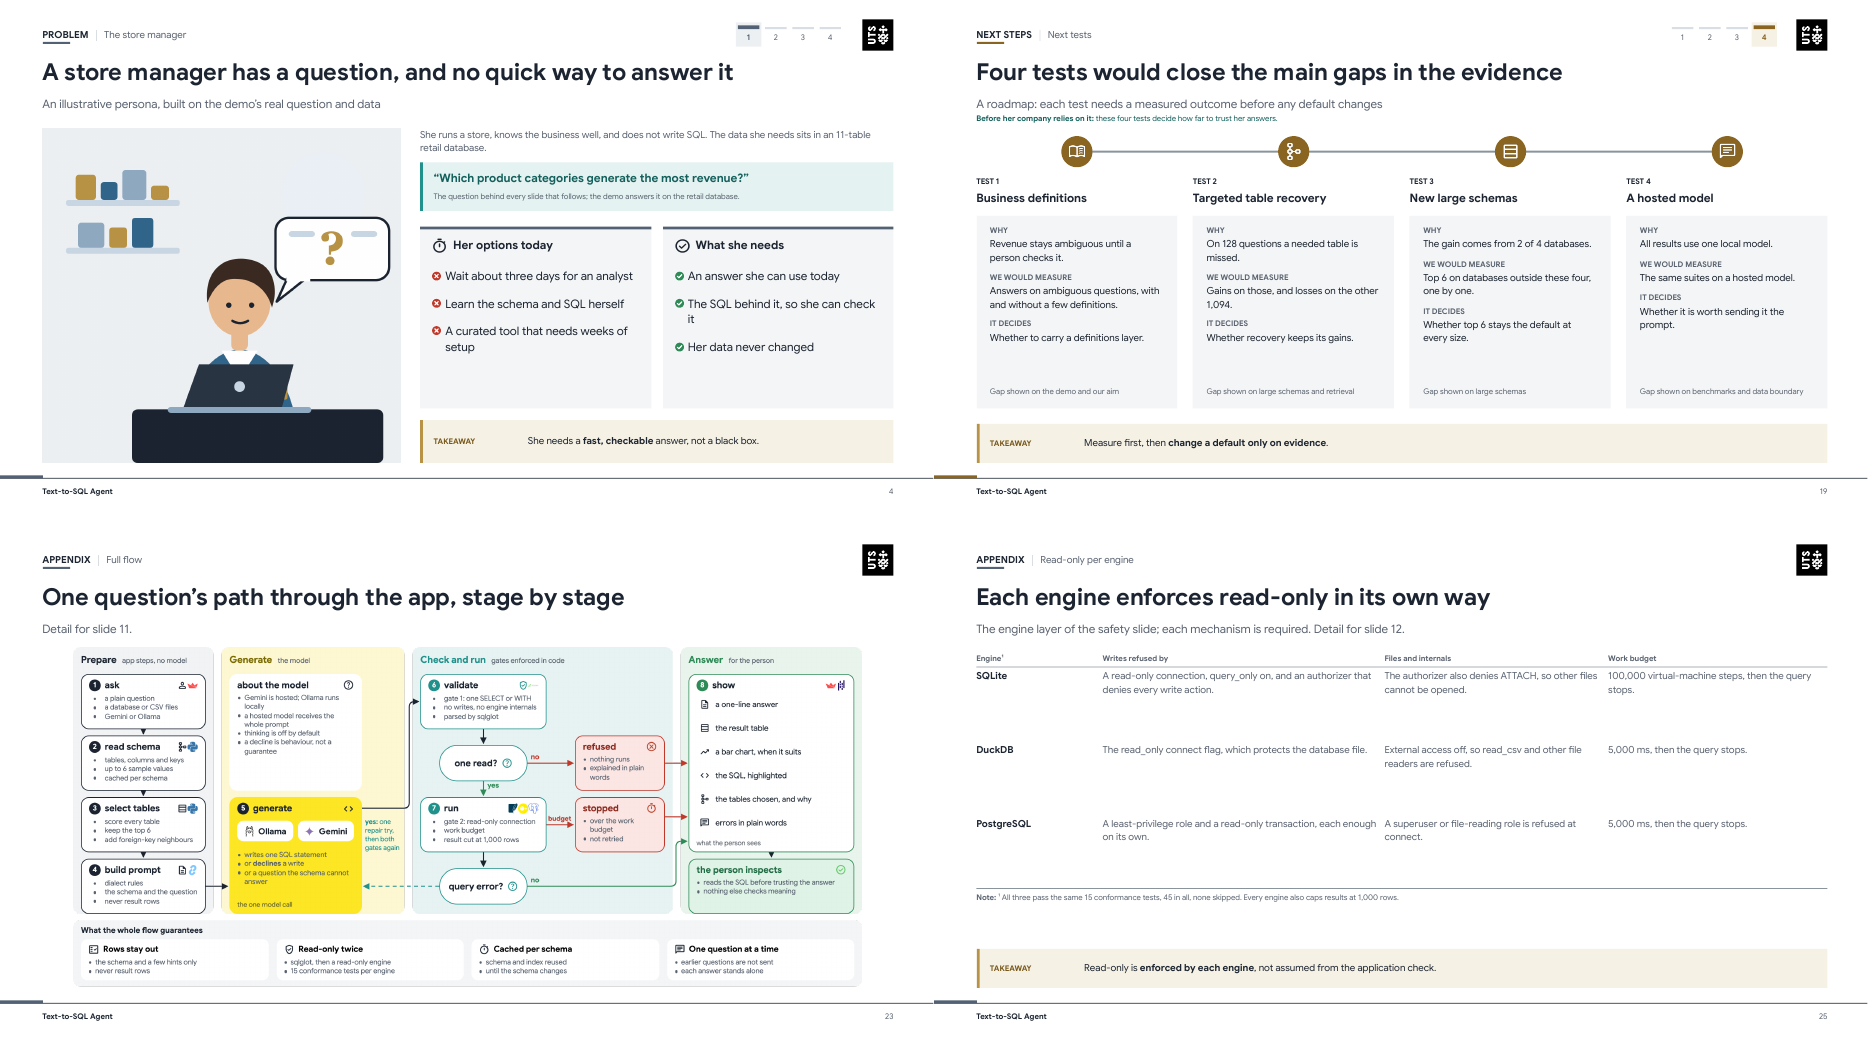 PROBLEM | The store manager
1 2 3 4
UTS
A store manager has a question, and no quick way to answer it
An illustrative persona, built on the demo's real question and data
?
She runs a store, knows the business well, and does not write SQL. The data she needs sits in an 11-table
retail database.
“Which product categories generate the most revenue?”
The question behind every slide that follows; the demo answers it on the retail database.
Her options today
Wait about three days for an analyst
Learn the schema and SQL herself
A curated tool that needs weeks of
setup
What she needs
An answer she can use today
The SQL behind it, so she can check
it
Her data never changed
TAKEAWAY She needs a fast, checkable answer, not a black box.
Text-to-SQL Agent 4
NEXT STEPS | Next tests
1 2 3 4
UTS
Four tests would close the main gaps in the evidence
A roadmap: each test needs a measured outcome before any default changes
Before her company relies on it: these four tests decide how far to trust her answers.
TEST 1
Business definitions
WHY
Revenue stays ambiguous until a
person checks it.
WE WOULD MEASURE
Answers on ambiguous questions, with
and without a few definitions.
IT DECIDES
Whether to carry a definitions layer.
Gap shown on the demo and our aim
TEST 2
Targeted table recovery
WHY
On 128 questions a needed table is
missed.
WE WOULD MEASURE
Gains on those, and losses on the other
1,094.
IT DECIDES
Whether recovery keeps its gains.
Gap shown on large schemas and retrieval
TEST 3
New large schemas
WHY
The gain comes from 2 of 4 databases.
WE WOULD MEASURE
Top 6 on databases outside these four,
one by one.
IT DECIDES
Whether top 6 stays the default at
every size.
Gap shown on large schemas
TEST 4
A hosted model
WHY
All results use one local model.
WE WOULD MEASURE
The same suites on a hosted model.
IT DECIDES
Whether it is worth sending it the
prompt.
Gap shown on benchmarks and data boundary
TAKEAWAY Measure first, then change a default only on evidence.
Text-to-SQL Agent 19
APPENDIX | Full flow
UTS
One question's path through the app, stage by stage
Detail for slide 11.
Prepare app steps, no model
1 ask
a plain question
a database or CSV files
Gemini or Ollama
2 read schema
tables, columns and keys
up to 6 sample values
cached per schema
3 select tables
score every table
keep the top 6
add foreign-key neighbours
4 build prompt
dialect rules
the schema and the question
never result rows
Generate the model
about the model
Gemini is hosted; Ollama runs
locally
a hosted model receives the
whole prompt
thinking is off by default
a decline is behaviour, not a
guarantee
5 generate
Ollama Gemini
writes one SQL statement
or declines a write
or a question the schema cannot
answer
the one model call
yes: one
repair try,
then both
gates again
Check and run gates enforced in code
6 validate
gate 1: one SELECT or WITH
no writes, no engine internals
parsed by sqlglot
one read?
no
yes
refused
nothing runs
explained in plain
words
7 run
gate 2: read-only connection
work budget
result cut at 1,000 rows
budget
stopped
over the work
budget
not retried
query error?
no
Answer for the person
8 show
a one-line answer
the result table
a bar chart, when it suits
the SQL, highlighted
the tables chosen, and why
errors in plain words
what the person sees
the person inspects
reads the SQL before trusting the answer
nothing else checks meaning
What the whole flow guarantees
Rows stay out
the schema and a few hints only
never result rows
Read-only twice
sqlglot, then a read-only engine
15 conformance tests per engine
Cached per schema
schema and index reused
until the schema changes
One question at a time
earlier questions are not sent
each answer stands alone
Text-to-SQL Agent 23
APPENDIX | Read-only per engine
UTS
Each engine enforces read-only in its own way
The engine layer of the safety slide; each mechanism is required. Detail for slide 12.
Engine¹ Writes refused by Files and internals Work budget
SQLite A read-only connection, query_only on, and an authorizer that The authorizer also denies ATTACH, so other files 100,000 virtual-machine steps, then the query
denies every write action. cannot be opened. stops.
DuckDB The read_only connect flag, which protects the database file. External access off, so read_csv and other file 5,000 ms, then the query stops.
readers are refused.
PostgreSQL A least-privilege role and a read-only transaction, each enough A superuser or file-reading role is refused at 5,000 ms, then the query stops.
on its own. connect.
Note: ¹ All three pass the same 15 conformance tests, 45 in all, none skipped. Every engine also caps results at 1,000 rows.
TAKEAWAY Read-only is enforced by each engine, not assumed from the application check.
Text-to-SQL Agent 25